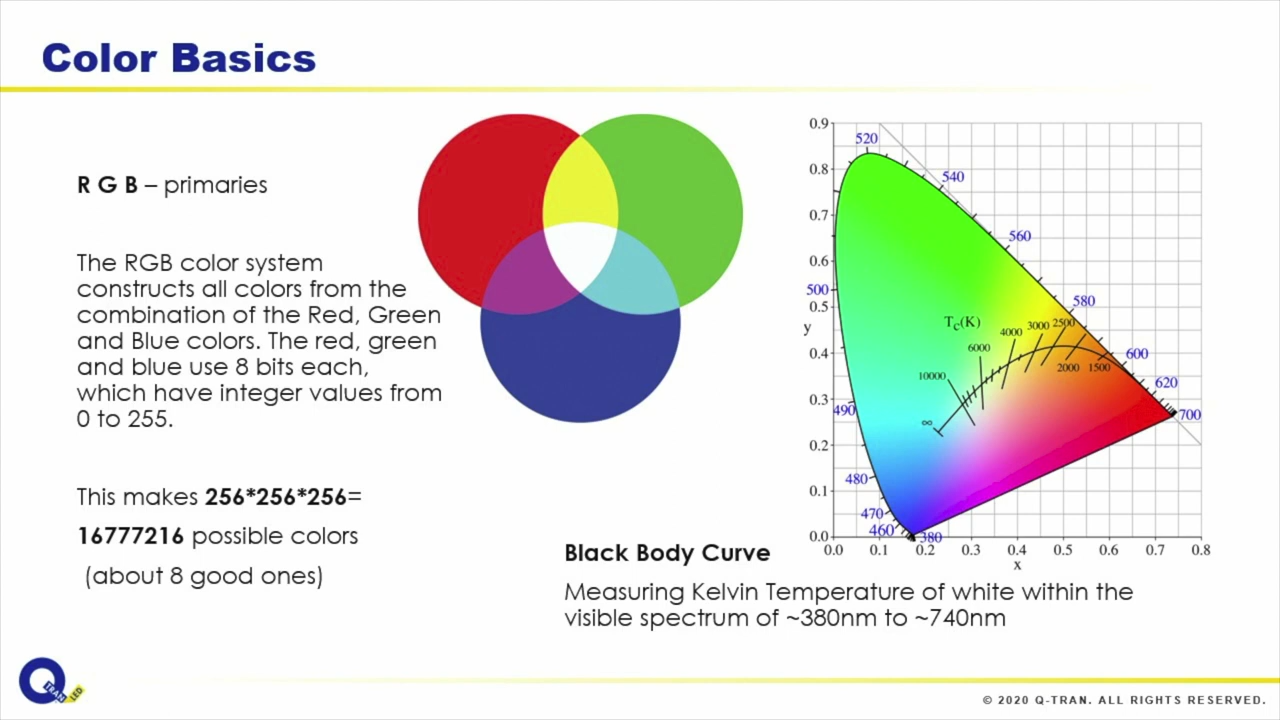 Color Basics
R G B – primaries
The RGB color system
constructs all colors from the
combination of the Red, Green
and Blue colors. The red, green
and blue use 8 bits each,
which have integer values from
0 to 255.
This makes 256*256*256=
16777216 possible colors
(about 8 good ones)
0.9
0.8
0.7
0.6
0.5
y
0.4
0.3
0.2
0.1
0.0
0.0
0.1
0.2
0.3
0.4
0.5
0.6
0.7
0.8
x
520
540
560
580
600
620
700
500
490
480
470
460
380
Tc(K)
∞
10000
6000
4000
3000
2500
2000
1500
Black Body Curve
Measuring Kelvin Temperature of white within the
visible spectrum of ~380nm to ~740nm
Q TRAN LED
© 2020 Q-TRAN. ALL RIGHTS RESERVED.